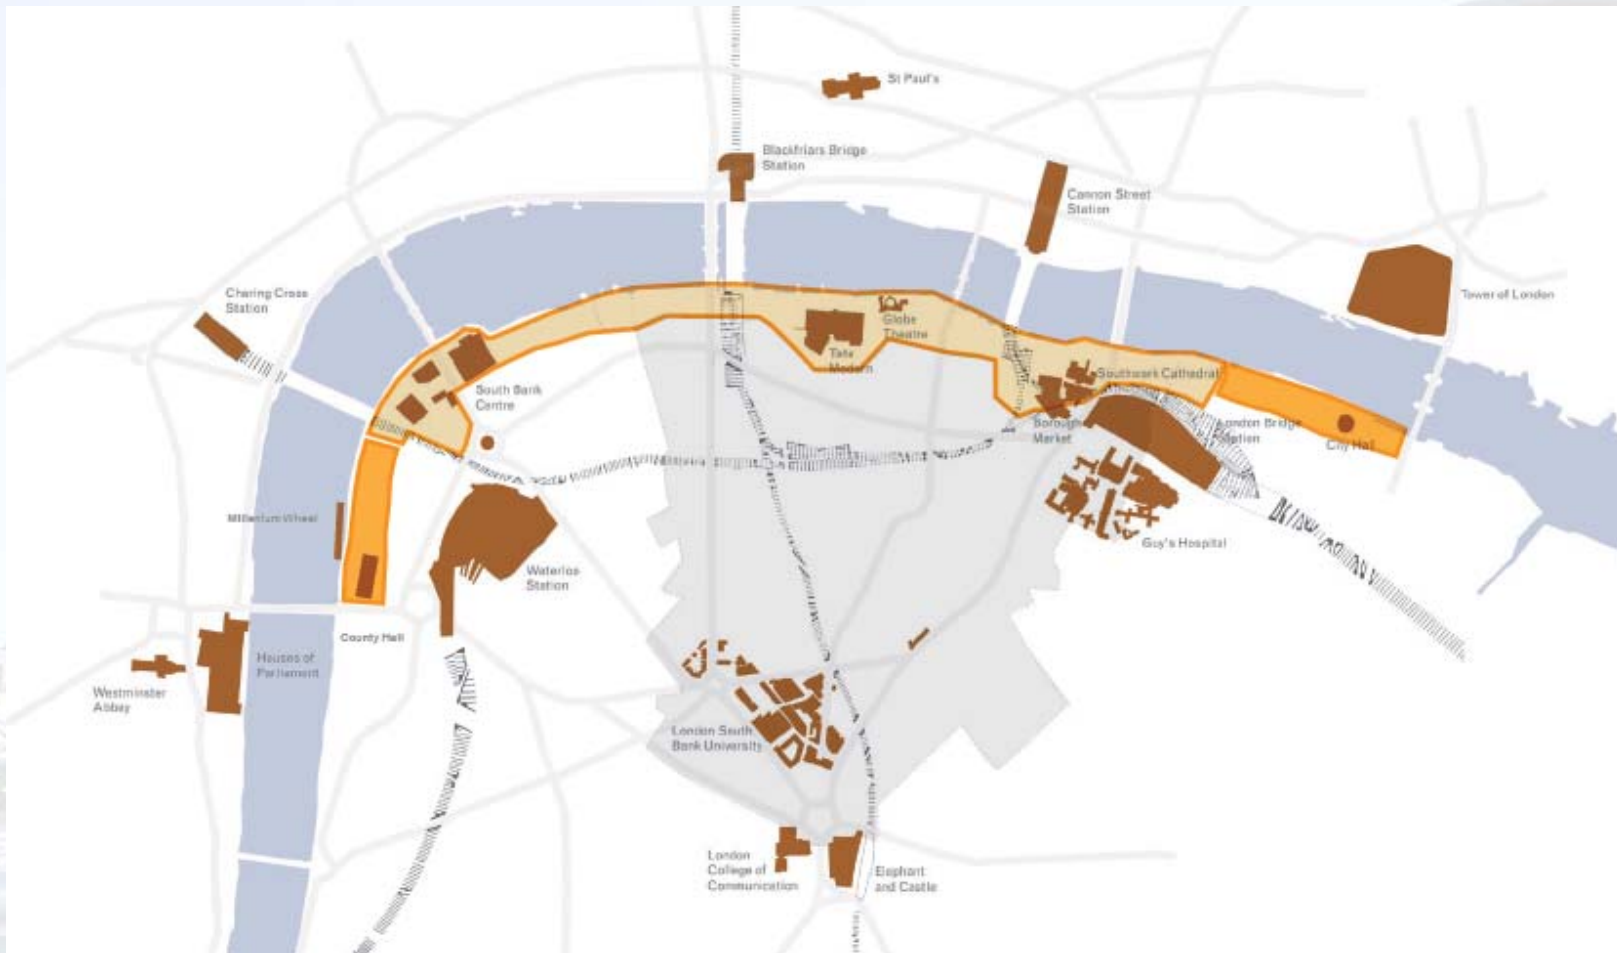 St Paul's
Blackfriars Bridge
Station
Cannon Street
Station
Charing Cross
Station
Tower of London
Globe
Theatre
Tate
Modern
Southwark Cathedral
South Bank
Centre
Borough
Market
London Bridge
Station
City Hall
Millenium Wheel
Guy's Hospital
Waterloo
Station
County Hall
Houses of
Parliament
Westminster
Abbey
London South
Bank University
London
College of
Communication
Elephant
and Castle